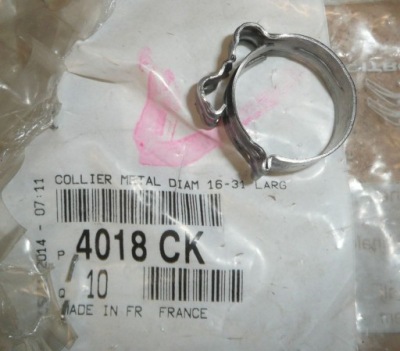 COLLIER METAL DIAM 16-31 LARG
P 4018 CK
Q 10
MADE IN FR FRANCE
2014 - 07:11